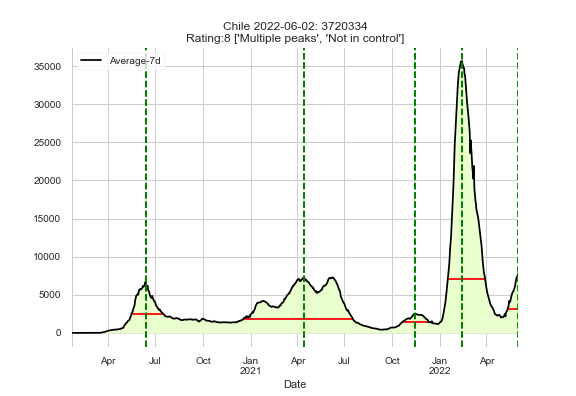 Chile 2022-06-02: 3720334
Rating:8 ['Multiple peaks', 'Not in control']
Average-7d
35000
30000
25000
20000
15000
10000
5000
0
Apr Jul Oct Jan Apr Jul Oct Jan Apr
2021 2022
Date